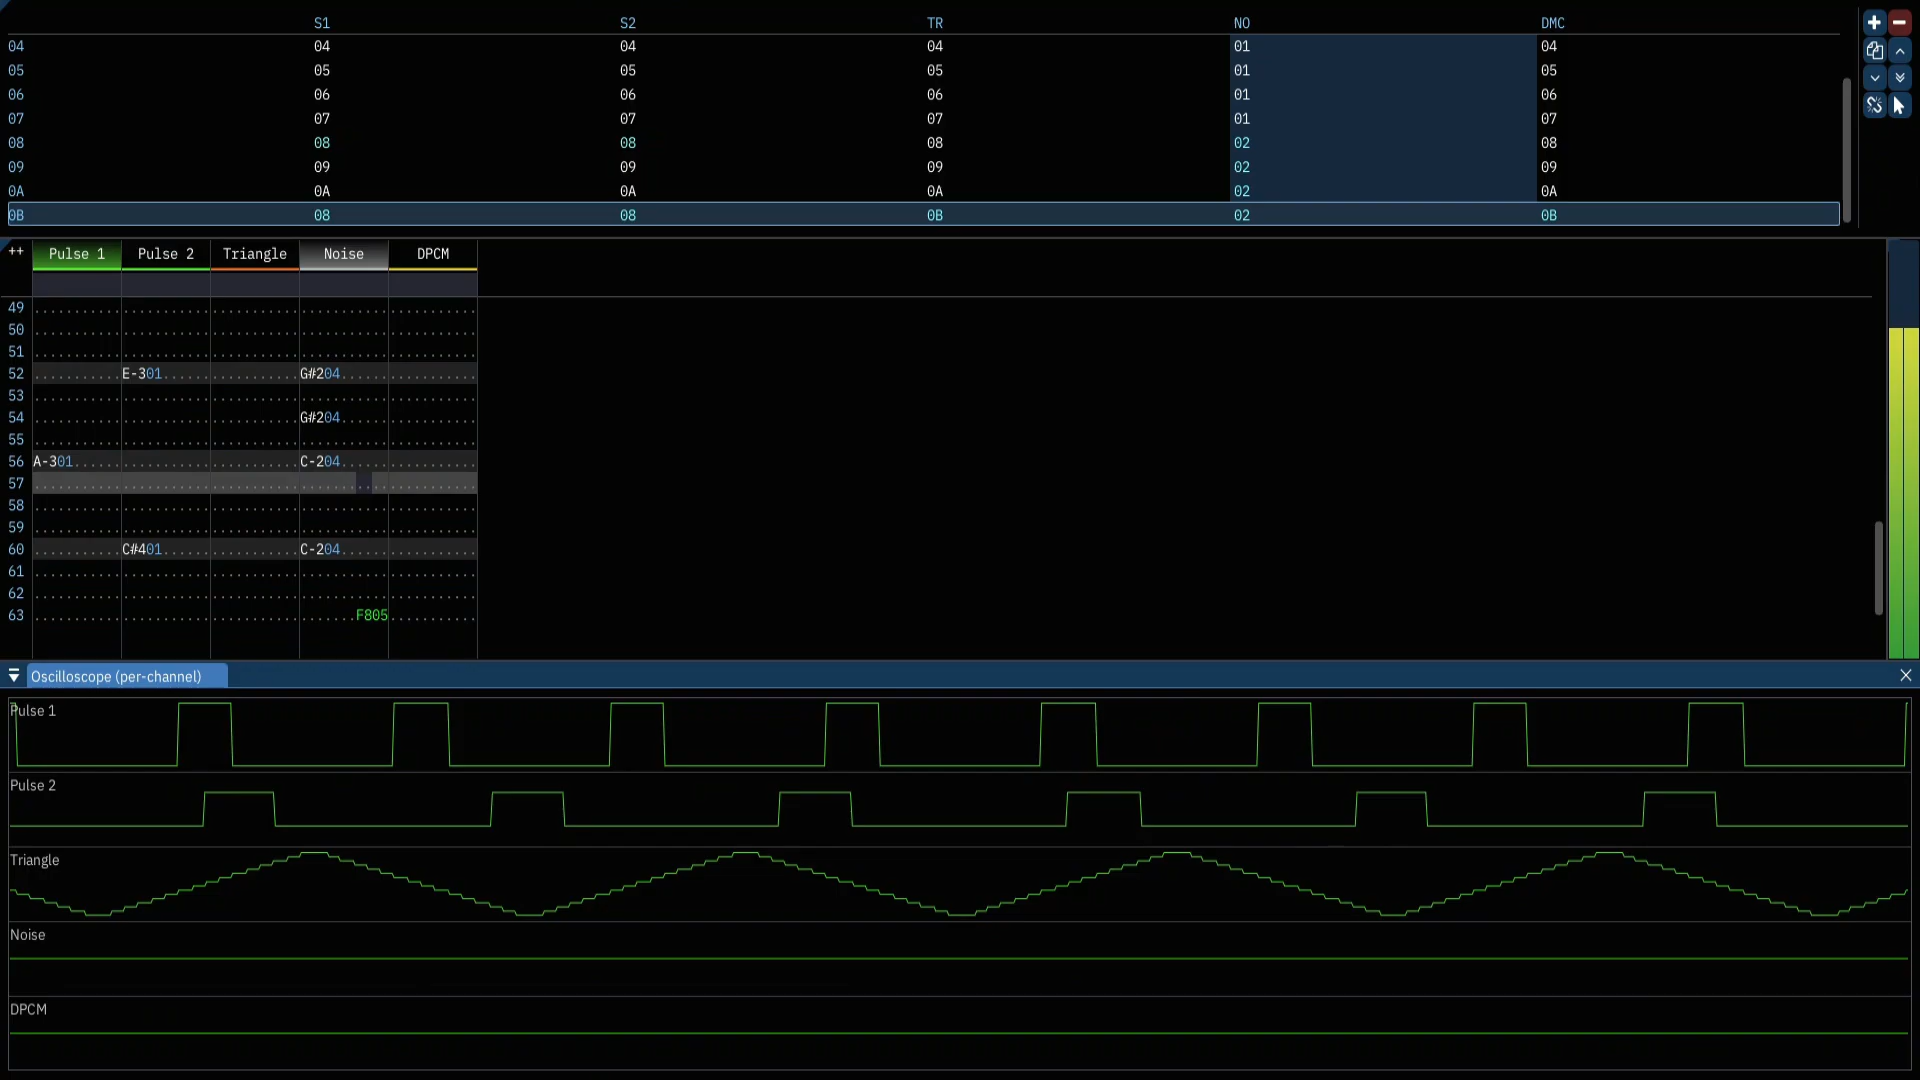 S1 S2 TR NO DMC
04 04 04 04 01 04
05 05 05 05 01 05
06 06 06 06 01 06
07 07 07 07 01 07
08 08 08 08 02 08
09 09 09 09 02 09
0A 0A 0A 0A 02 0A
0B 08 08 0B 02 0B
++ Pulse 1 Pulse 2 Triangle Noise DPCM
49
50
51
52 E-301 G#204
53
54 G#204
55
56 A-301 C-204
57
58
59
60 C#401 C-204
61
62
63 F805
Oscilloscope (per-channel)
Pulse 1
Pulse 2
Triangle
Noise
DPCM